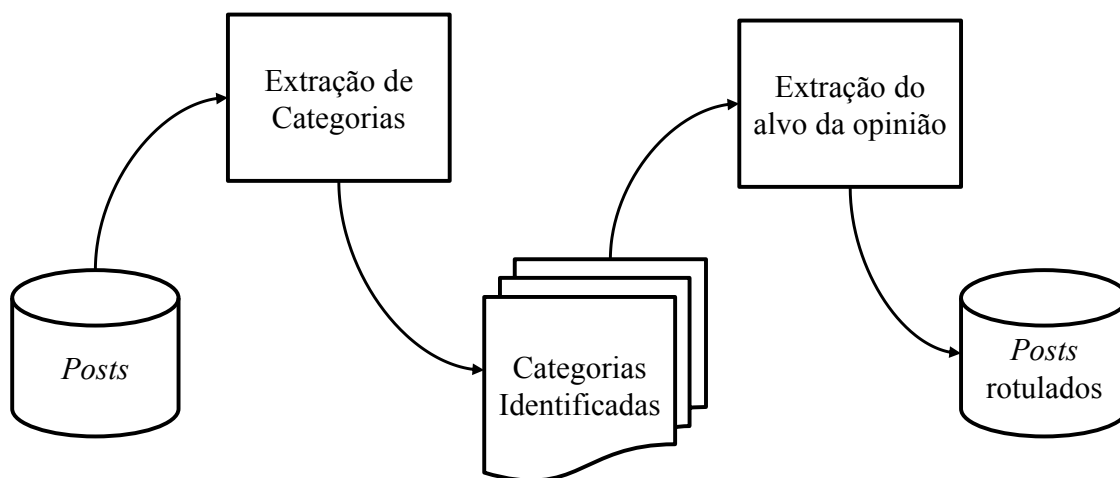 Extração de
Categorias
Extração do
alvo da opinião
Posts
Categorias
Identificadas
Posts
rotulados